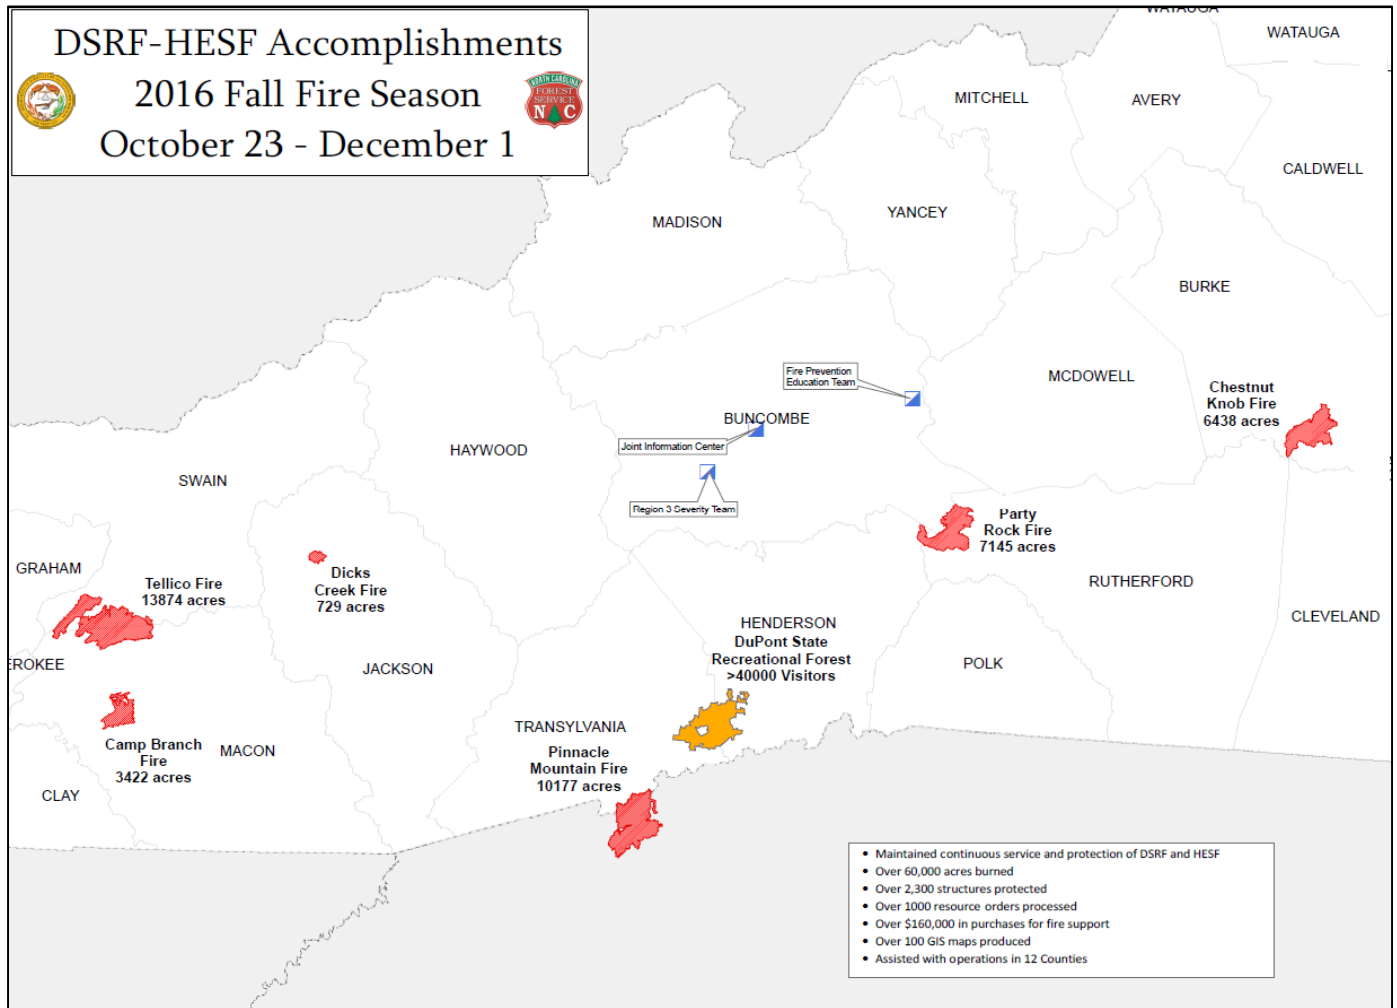 DSRF-HESF Accomplishments
2016 Fall Fire Season
October 23 - December 1
NORTH CAROLINA
FOREST
SERVICE
N C
WATAUGA
WATAUGA
MITCHELL
AVERY
CALDWELL
MADISON
YANCEY
BURKE
Fire Prevention
Education Team
MCDOWELL
Chestnut
Knob Fire
6438 acres
BUNCOMBE
Joint Information Center
HAYWOOD
Region 3 Severity Team
SWAIN
Party
Rock Fire
7145 acres
GRAHAM
Tellico Fire
13874 acres
Dicks
Creek Fire
729 acres
RUTHERFORD
CLEVELAND
HENDERSON
DuPont State
Recreational Forest
>40000 Visitors
EROKEE
JACKSON
POLK
TRANSYLVANIA
Camp Branch
Fire
3422 acres
MACON
Pinnacle
Mountain Fire
10177 acres
CLAY
• Maintained continuous service and protection of DSRF and HESF
• Over 60,000 acres burned
• Over 2,300 structures protected
• Over 1000 resource orders processed
• Over $160,000 in purchases for fire support
• Over 100 GIS maps produced
• Assisted with operations in 12 Counties